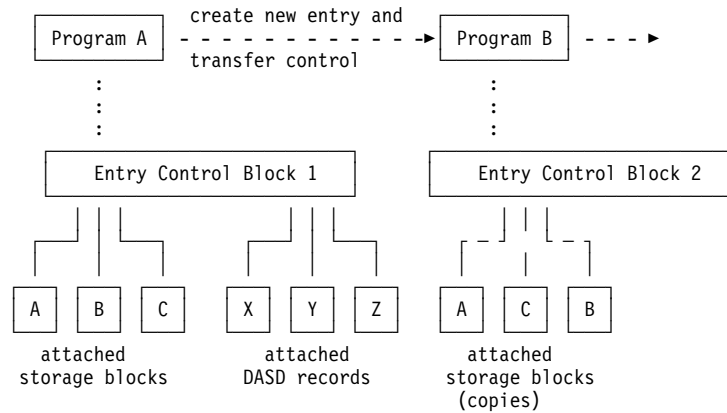 create new entry and
Program A
Program B
transfer control
Entry Control Block 1
Entry Control Block 2
A B C X Y Z A C B
attached attached attached
storage blocks DASD records storage blocks
(copies)